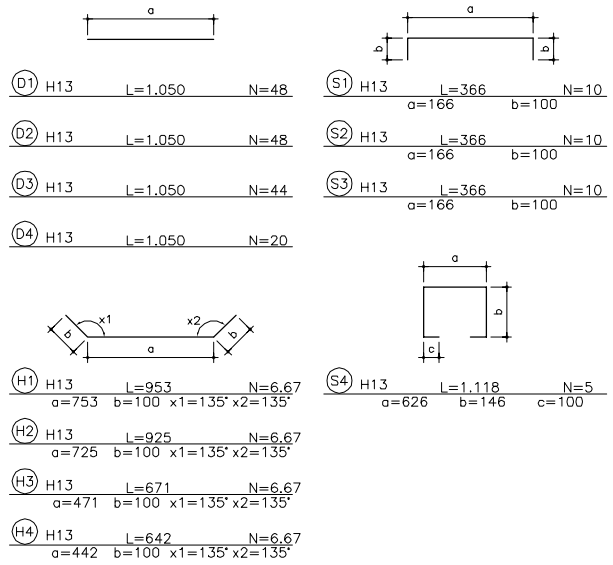 a
D1 H13 L=1.050 N=48
D2 H13 L=1.050 N=48
D3 H13 L=1.050 N=44
D4 H13 L=1.050 N=20
x1 x2
b b
a
H1 H13 L=953 N=6.67
a=753 b=100 x1=135° x2=135°
H2 H13 L=925 N=6.67
a=725 b=100 x1=135° x2=135°
H3 H13 L=671 N=6.67
a=471 b=100 x1=135° x2=135°
H4 H13 L=642 N=6.67
a=442 b=100 x1=135° x2=135°
a
b b
S1 H13 L=366 N=10
a=166 b=100
S2 H13 L=366 N=10
a=166 b=100
S3 H13 L=366 N=10
a=166 b=100
a
b
c
S4 H13 L=1.118 N=5
a=626 b=146 c=100